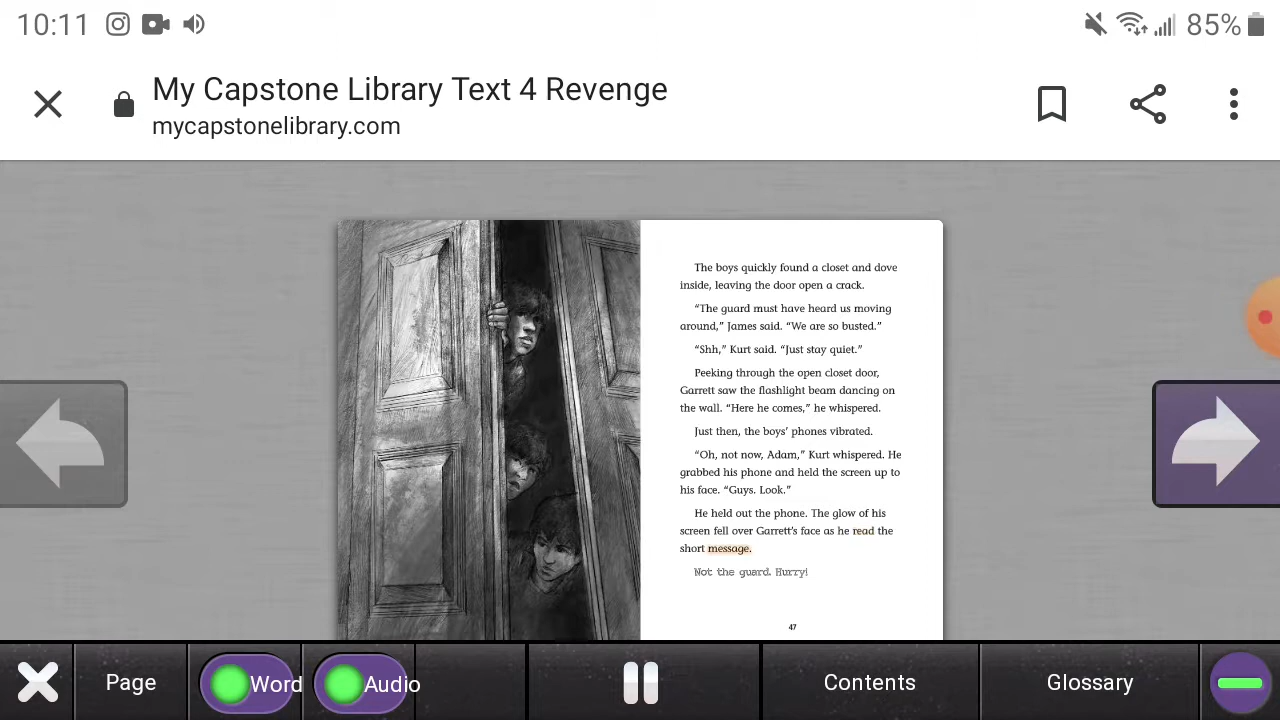 10:11
85%
My Capstone Library Text 4 Revenge
mycapstonelibrary.com
The boys quickly found a closet and dove
inside, leaving the door open a crack.
“The guard must have heard us moving
around,” James said. “We are so busted.”
“Shh,” Kurt said. “Just stay quiet.”
Peeking through the open closet door,
Garrett saw the flashlight beam dancing on
the wall. “Here he comes,” he whispered.
Just then, the boys’ phones vibrated.
“Oh, not now, Adam,” Kurt whispered. He
grabbed his phone and held the screen up to
his face. “Guys. Look.”
He held out the phone. The glow of his
screen fell over Garrett’s face as he read the
short message.
Not the guard. Hurry!
47
Page
Word
Audio
Contents
Glossary